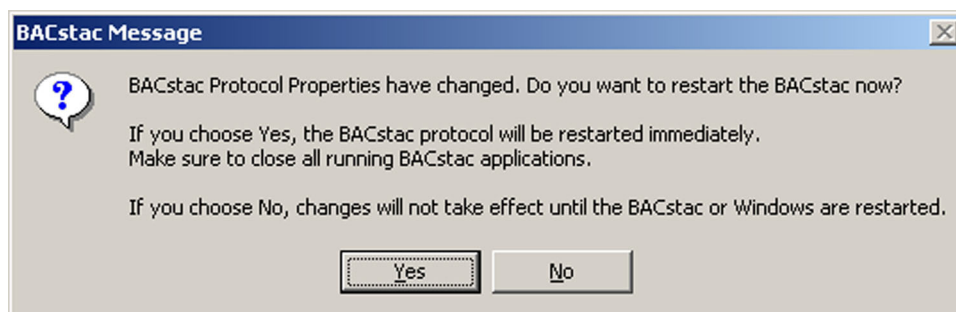 BACstac Message
BACstac Protocol Properties have changed. Do you want to restart the BACstac now?
If you choose Yes, the BACstac protocol will be restarted immediately.
Make sure to close all running BACstac applications.
If you choose No, changes will not take effect until the BACstac or Windows are restarted.
Yes
No